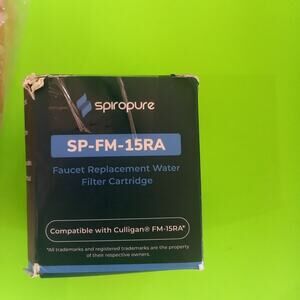 spiropure
SP-FM-15RA
Faucet Replacement Water
Filter Cartridge
Compatible with Culligan® FM-15RA*
*All trademarks and registered trademarks are the property
of their respective owners.